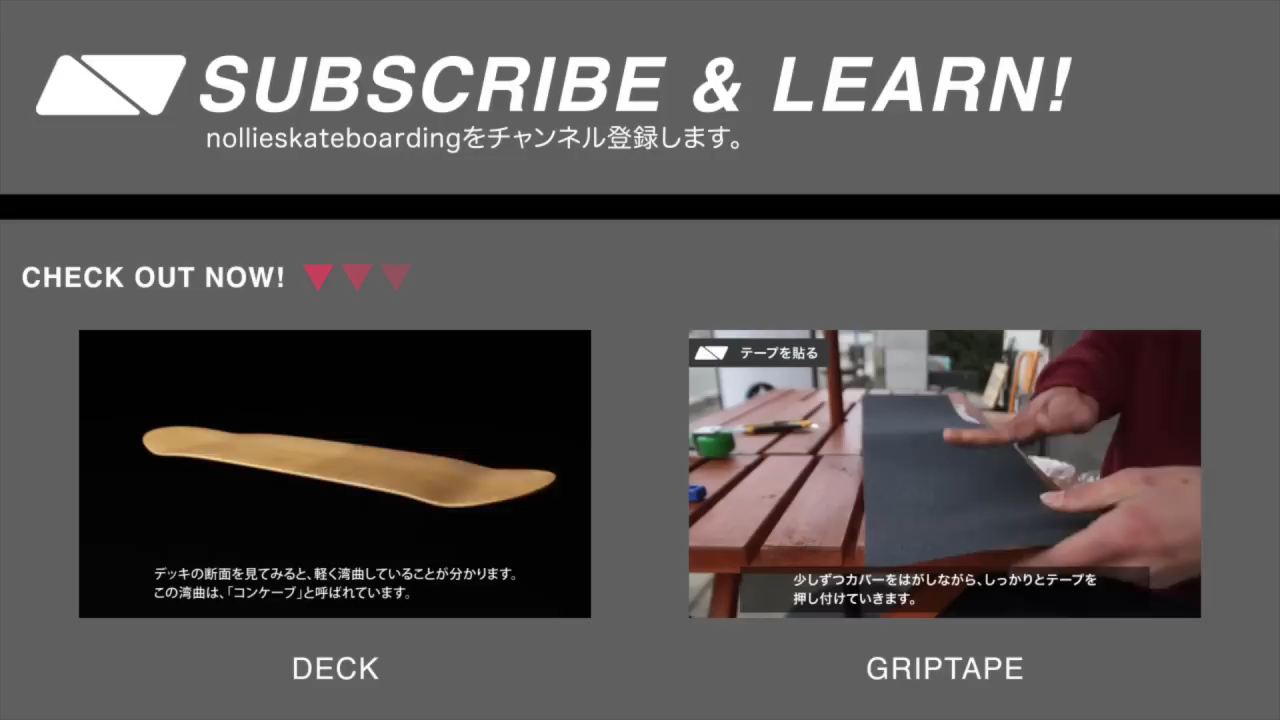 SUBSCRIBE & LEARN!
nollieskateboardingをチャンネル登録します。
CHECK OUT NOW!
デッキの断面を見てみると、軽く湾曲していることが分かります。
この湾曲は、「コンケーブ」と呼ばれています。
テープを貼る
少しずつカバーをはがしながら、しっかりとテープを
押し付けていきます。
DECK
GRIPTAPE